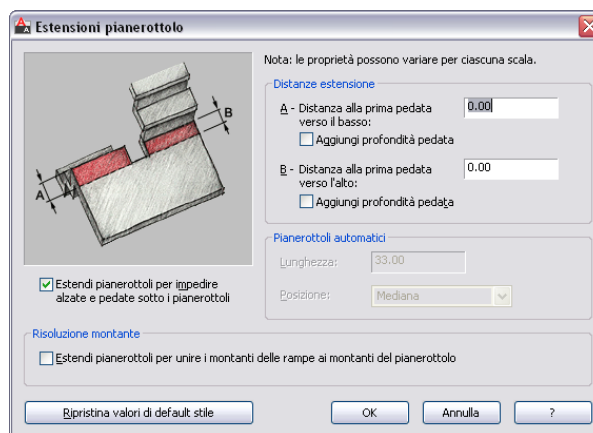 Estensioni pianerottolo
Nota: le proprietà possono variare per ciascuna scala.
Distanze estensione
A - Distanza alla prima pedata
verso il basso:
0.00
Aggiungi profondità pedata
B - Distanza alla prima pedata
verso l'alto:
0.00
Aggiungi profondità pedata
B
A
Estendi pianerottoli per impedire
alzate e pedate sotto i pianerottoli
Pianerottoli automatici
Lunghezza: 33.00
Posizione: Mediana
Risoluzione montante
Estendi pianerottoli per unire i montanti delle rampe ai montanti del pianerottolo
Ripristina valori di default stile
OK
Annulla
?